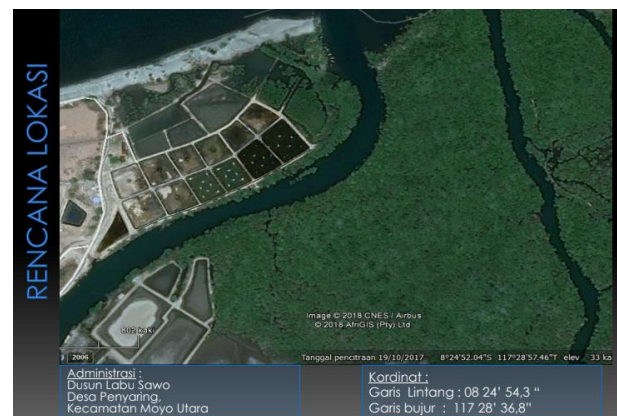 RENCANA LOKASI
Image © 2018 CNES / Airbus
© 2018 AfriGIS (Pty) Ltd
802 kaki
2006
Tanggal pencitraan 19/10/2017 8°24'52.04"S 117°28'57.46"T elev 33 ka
Administrasi :
Dusun Labu Sawo
Desa Penyaring,
Kecamatan Moyo Utara
Kordinat :
Garis Lintang : 08 24' 54,3 "
Garis bujur : 117 28' 36,8"